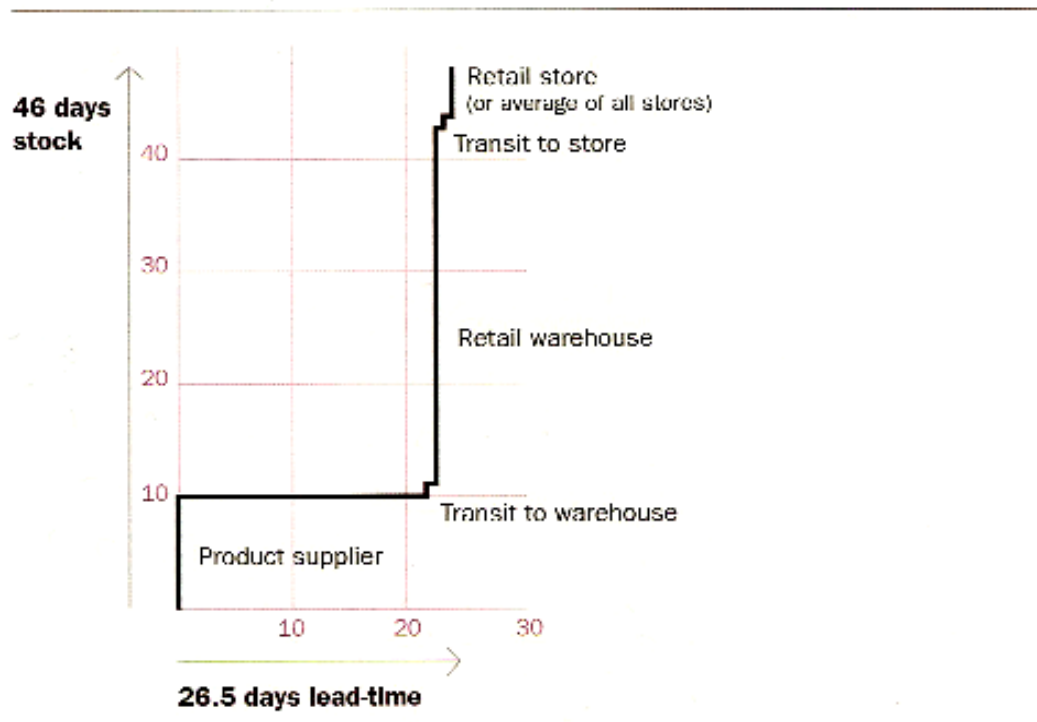 Retail store
(or average of all stores)
46 days
stock
Transit to store
40
30
Retail warehouse
20
10
Transit to warehouse
Product supplier
10
20
30
26.5 days lead-time